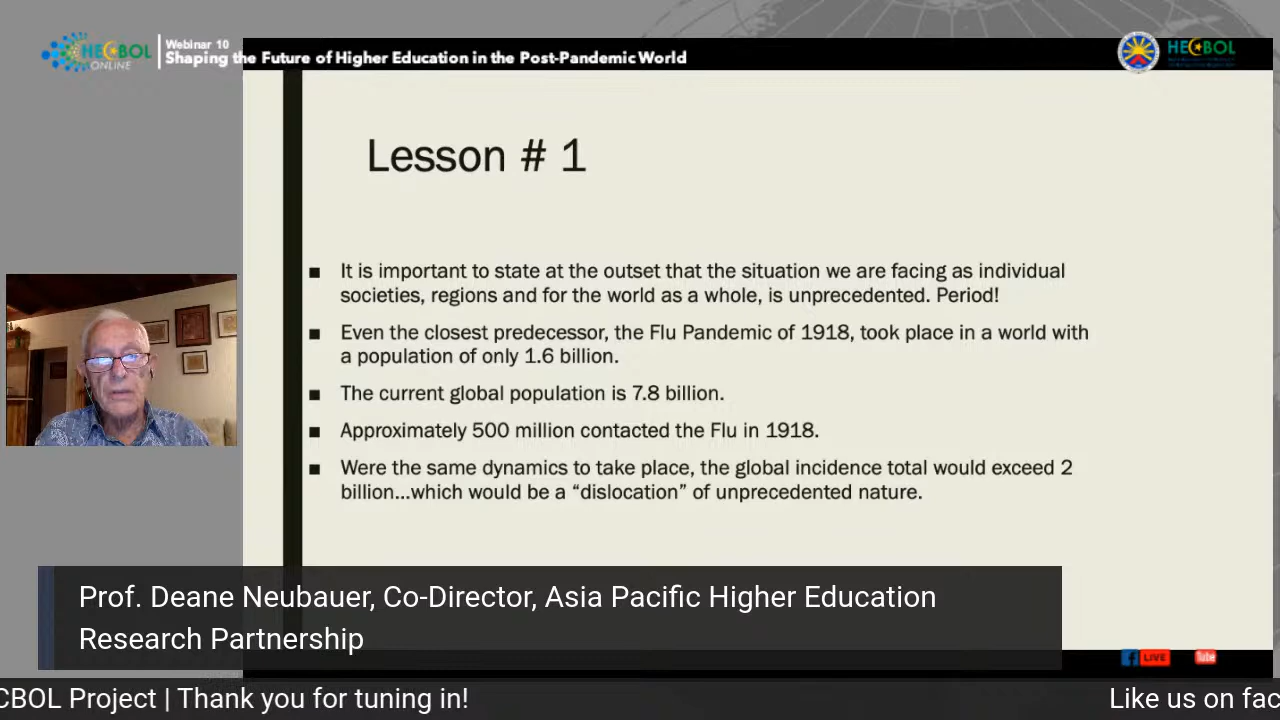 HECBOL
ONLINE
Webinar 10
Shaping the Future of Higher Education in the Post-Pandemic World
HECBOL
Lesson # 1
■ It is important to state at the outset that the situation we are facing as individual
societies, regions and for the world as a whole, is unprecedented. Period!
■ Even the closest predecessor, the Flu Pandemic of 1918, took place in a world with
a population of only 1.6 billion.
■ The current global population is 7.8 billion.
■ Approximately 500 million contacted the Flu in 1918.
■ Were the same dynamics to take place, the global incidence total would exceed 2
billion...which would be a “dislocation” of unprecedented nature.
Prof. Deane Neubauer, Co-Director, Asia Pacific Higher Education
Research Partnership
f LIVE
Tube
CBOL Project | Thank you for tuning in!
Like us on fac